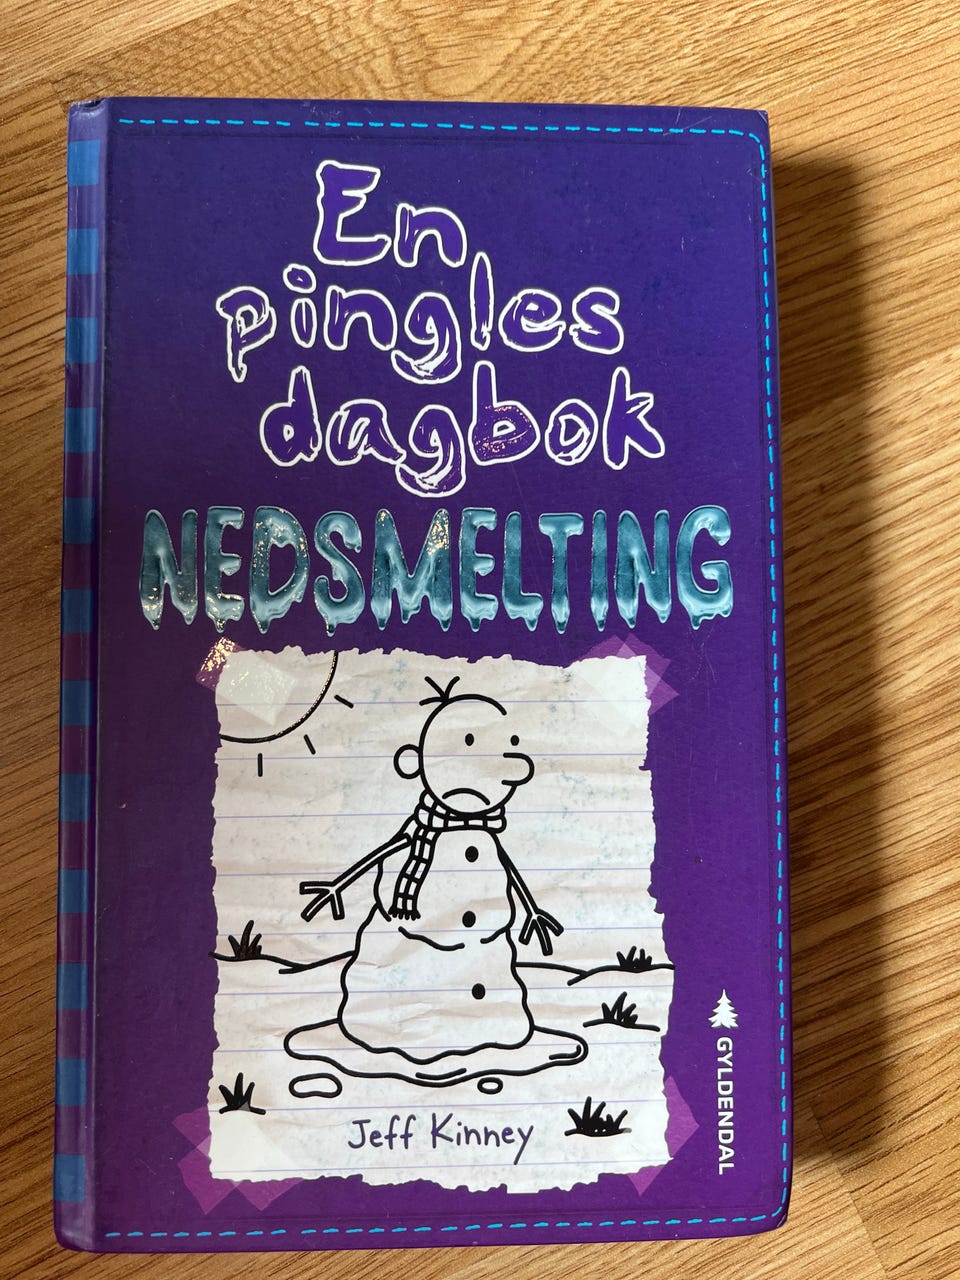 En
pingles
dagbok
NEDSMELTING
Jeff Kinney
GYLDENDAL